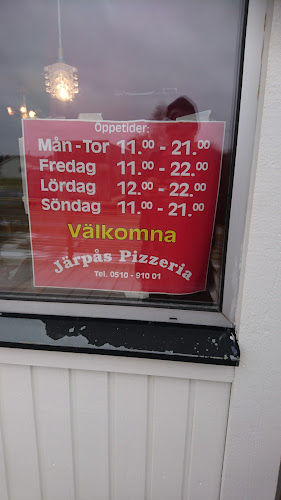 Öppetider:
Mån - Tor 11.00 - 21.00
Fredag 11.00 - 22.00
Lördag 12.00 - 22.00
Söndag 11.00 - 21.00
Välkomna
Järpås Pizzeria
Tel. 0510 - 910 01